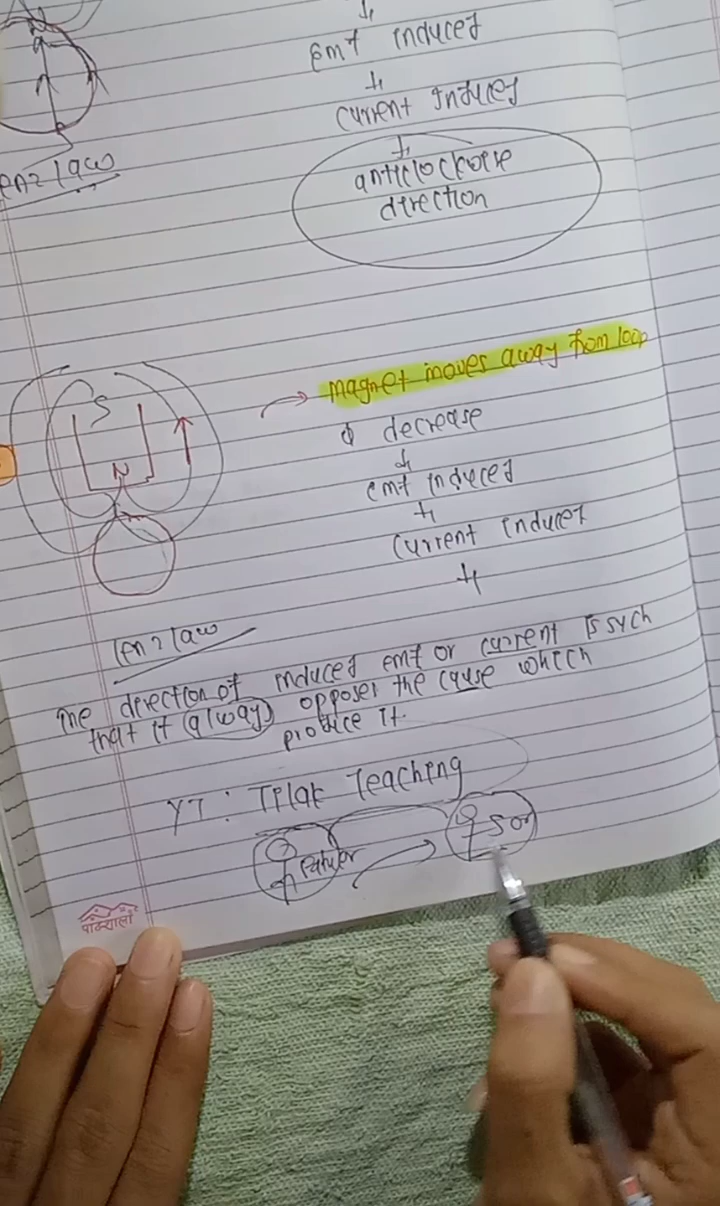 Emf induced
current induced
anticlockwise
direction
lenz law
magnet moves away from loop
S
φ decrease
N
emf induced
current induced
lenz law
The direction of induced emf or current is such
that it always opposes the cause which
produce it.
YT: Tilak Teaching
son
father
पाठशाला